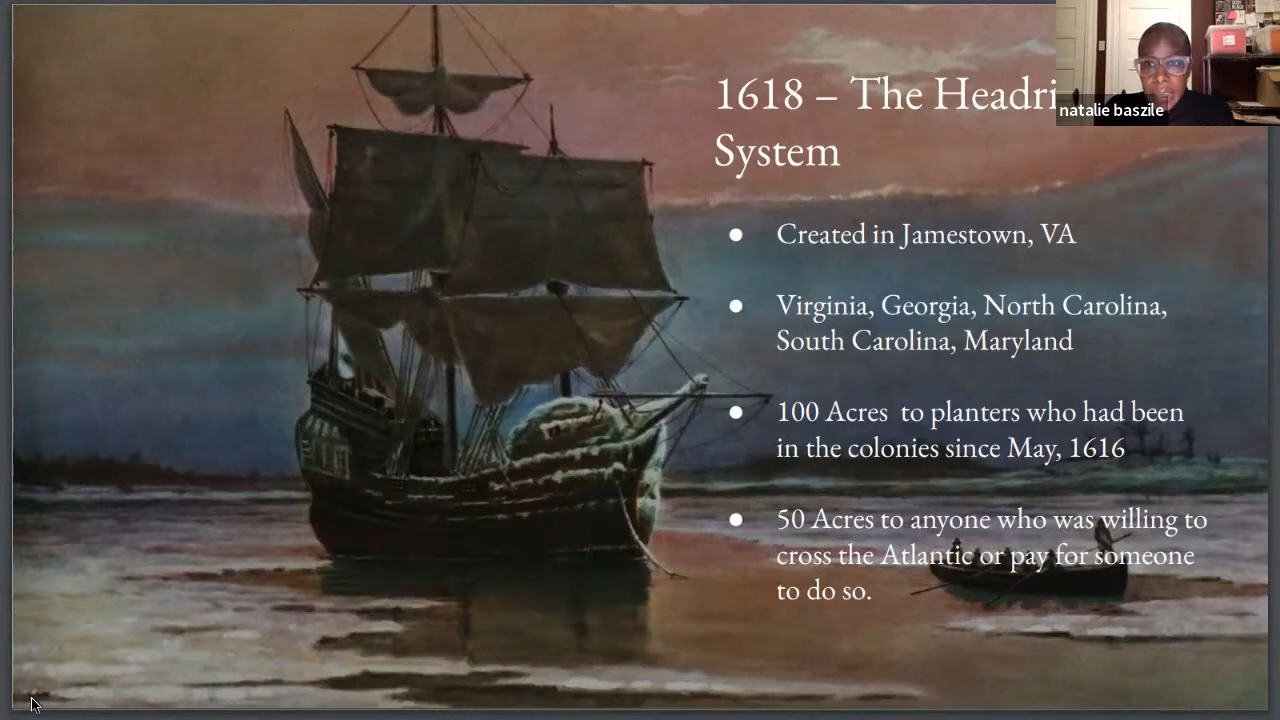 1618 – The Headri
System
natalie baszile
● Created in Jamestown, VA
● Virginia, Georgia, North Carolina,
South Carolina, Maryland
● 100 Acres  to planters who had been
in the colonies since May, 1616
● 50 Acres to anyone who was willing to
cross the Atlantic or pay for someone
to do so.